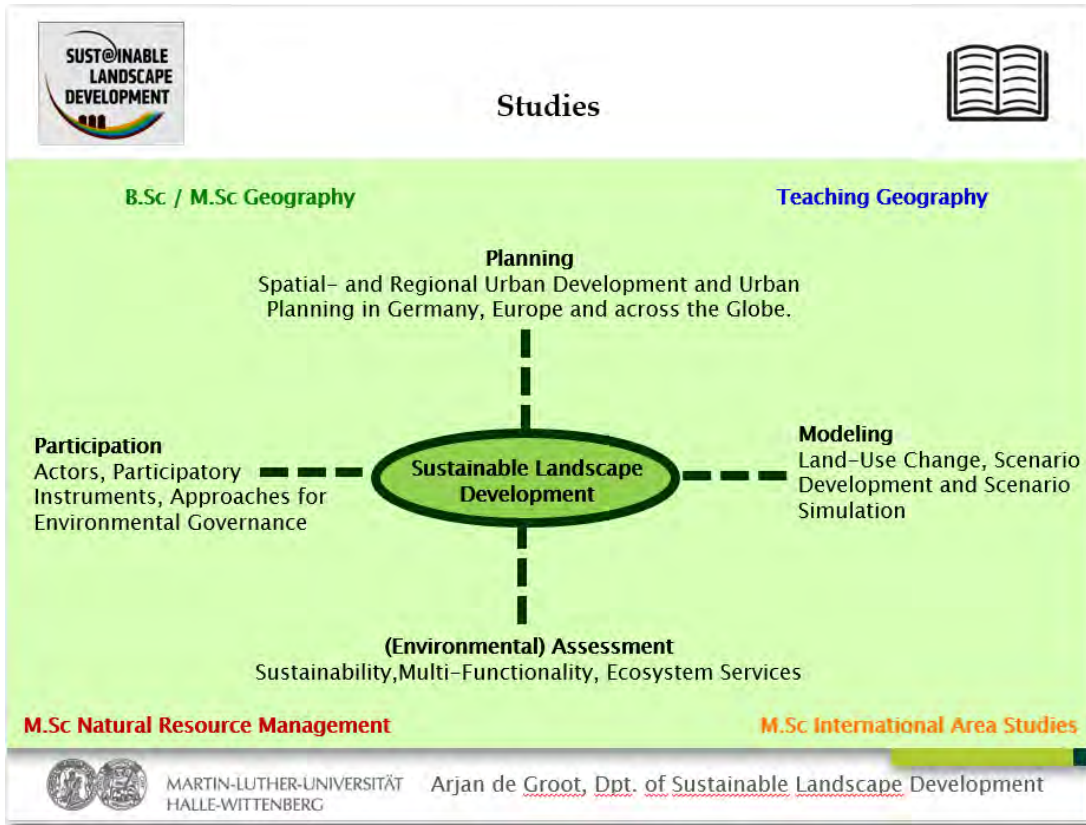 SUST@INABLE
LANDSCAPE
DEVELOPMENT
Studies
B.Sc / M.Sc Geography
Teaching Geography
Planning
Spatial- and Regional Urban Development and Urban
Planning in Germany, Europe and across the Globe.
Participation
Actors, Participatory
Instruments, Approaches for
Environmental Governance
Sustainable Landscape
Development
Modeling
Land-Use Change, Scenario
Development and Scenario
Simulation
(Environmental) Assessment
Sustainability,Multi-Functionality, Ecosystem Services
M.Sc Natural Resource Management
M.Sc International Area Studies
MARTIN-LUTHER-UNIVERSITÄT
HALLE-WITTENBERG
Arjan de Groot, Dpt. of Sustainable Landscape Development